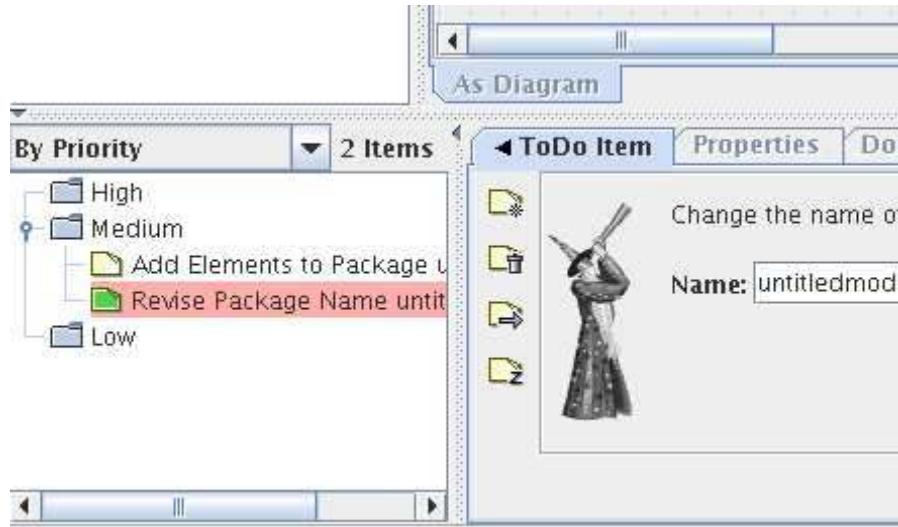 As Diagram
By Priority
2 Items
ToDo Item
Properties
Do
High
Medium
Add Elements to Package u
Revise Package Name untit
Low
Change the name of
Name: untitledmod
z